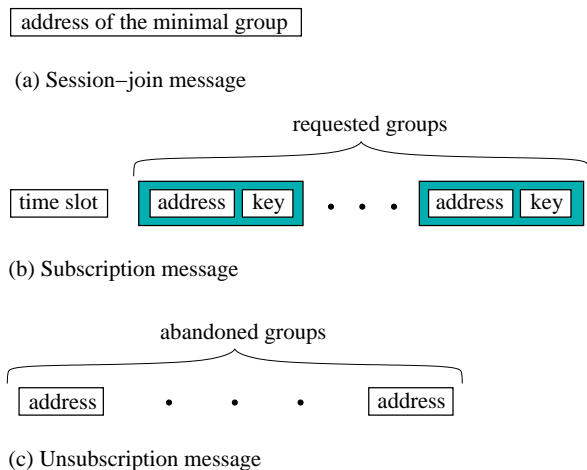 address of the minimal group
(a) Session−join message
requested groups
time slot address key . . . address key
(b) Subscription message
abandoned groups
address . . . address
(c) Unsubscription message